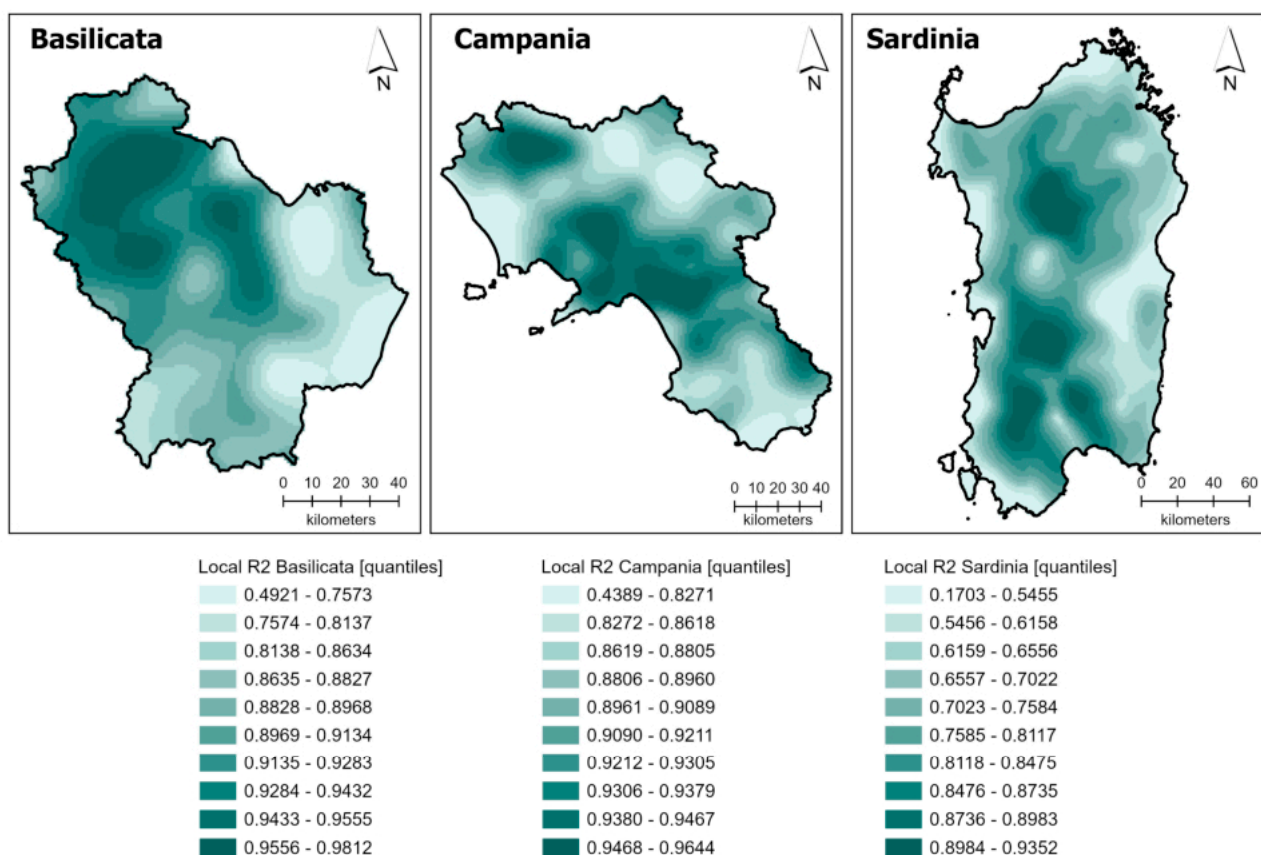 Basilicata
N
0 10 20 30 40
kilometers
Campania
N
0 10 20 30 40
kilometers
Sardinia
N
0 20 40 60
kilometers
Local R2 Basilicata [quantiles]
0.4921 - 0.7573
0.7574 - 0.8137
0.8138 - 0.8634
0.8635 - 0.8827
0.8828 - 0.8968
0.8969 - 0.9134
0.9135 - 0.9283
0.9284 - 0.9432
0.9433 - 0.9555
0.9556 - 0.9812
Local R2 Campania [quantiles]
0.4389 - 0.8271
0.8272 - 0.8618
0.8619 - 0.8805
0.8806 - 0.8960
0.8961 - 0.9089
0.9090 - 0.9211
0.9212 - 0.9305
0.9306 - 0.9379
0.9380 - 0.9467
0.9468 - 0.9644
Local R2 Sardinia [quantiles]
0.1703 - 0.5455
0.5456 - 0.6158
0.6159 - 0.6556
0.6557 - 0.7022
0.7023 - 0.7584
0.7585 - 0.8117
0.8118 - 0.8475
0.8476 - 0.8735
0.8736 - 0.8983
0.8984 - 0.9352